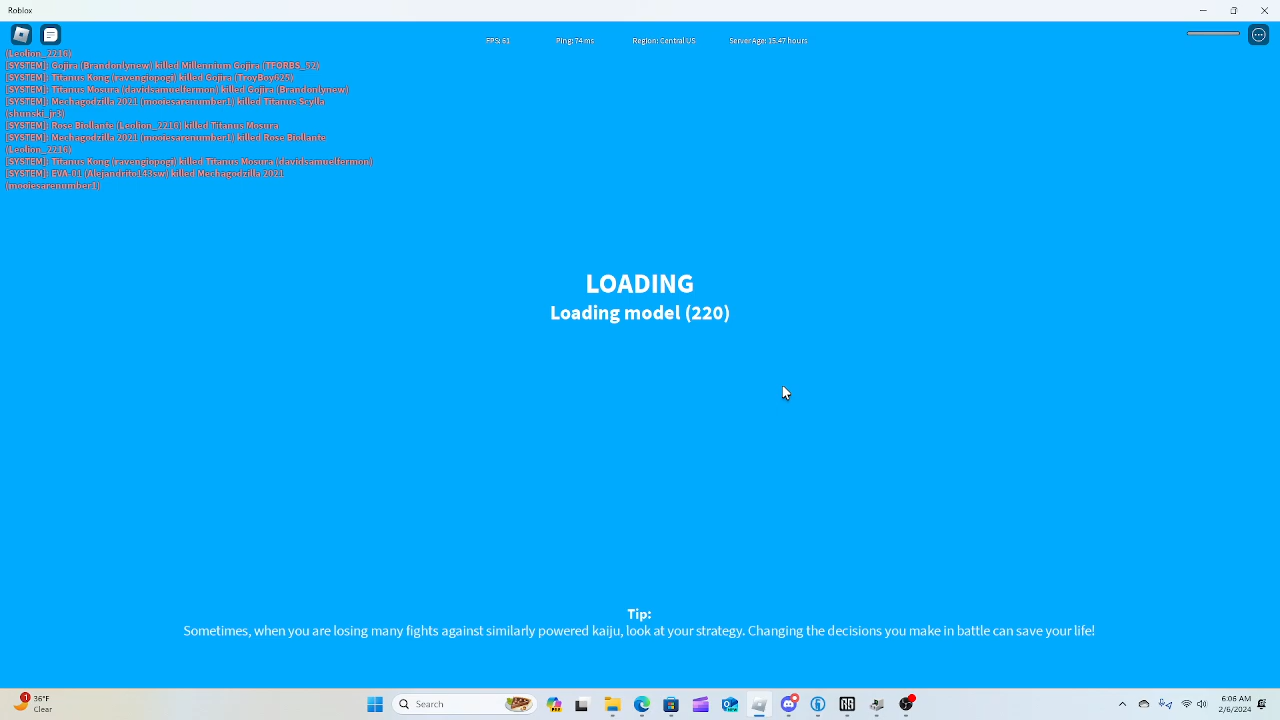 Roblox
FPS: 61 Ping: 74 ms Region: Central US Server Age: 15.47 hours
(Leolion_2216)
[SYSTEM]: Gojira (Brandonlynew) killed Millennium Gojira (TFORBS_52)
[SYSTEM]: Titanus Kong (ravengiopogi) killed Gojira (TroyBoy625)
[SYSTEM]: Titanus Mosura (davidsamuelfermon) killed Gojira (Brandonlynew)
[SYSTEM]: Mechagodzilla 2021 (mooiesarenumber1) killed Titanus Scylla
(shunski_jr3)
[SYSTEM]: Rose Biollante (Leolion_2216) killed Titanus Mosura
[SYSTEM]: Mechagodzilla 2021 (mooiesarenumber1) killed Rose Biollante
(Leolion_2216)
[SYSTEM]: Titanus Kong (ravengiopogi) killed Titanus Mosura (davidsamuelfermon)
[SYSTEM]: EVA-01 (Alejandrito143sw) killed Mechagodzilla 2021
(mooiesarenumber1)
LOADING
Loading model (220)
Tip:
Sometimes, when you are losing many fights against similarly powered kaiju, look at your strategy. Changing the decisions you make in battle can save your life!
1
36°F
Clear
Search
PRE
RG
6:06 AM
2/6/2024